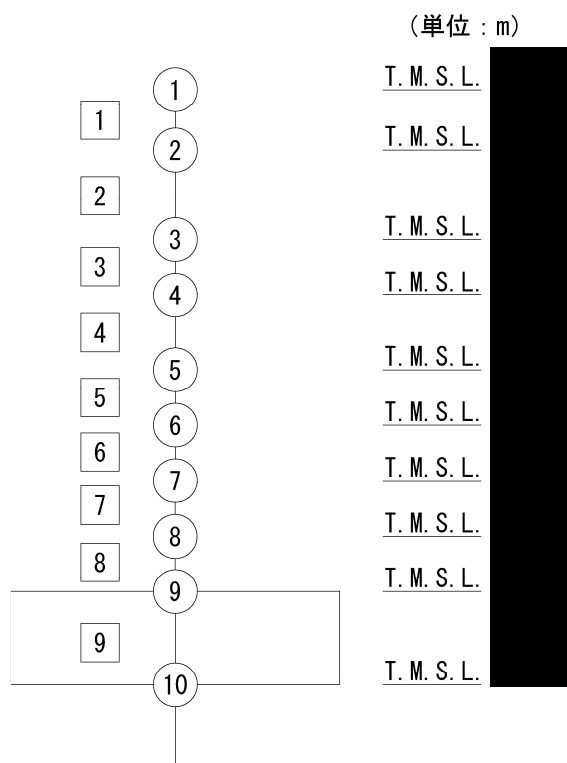 (単位：m)
① T.M.S.L.
1
② T.M.S.L.
2
③ T.M.S.L.
3
④ T.M.S.L.
4
⑤ T.M.S.L.
5
⑥ T.M.S.L.
6
⑦ T.M.S.L.
7
⑧ T.M.S.L.
8
⑨ T.M.S.L.
9
⑩ T.M.S.L.